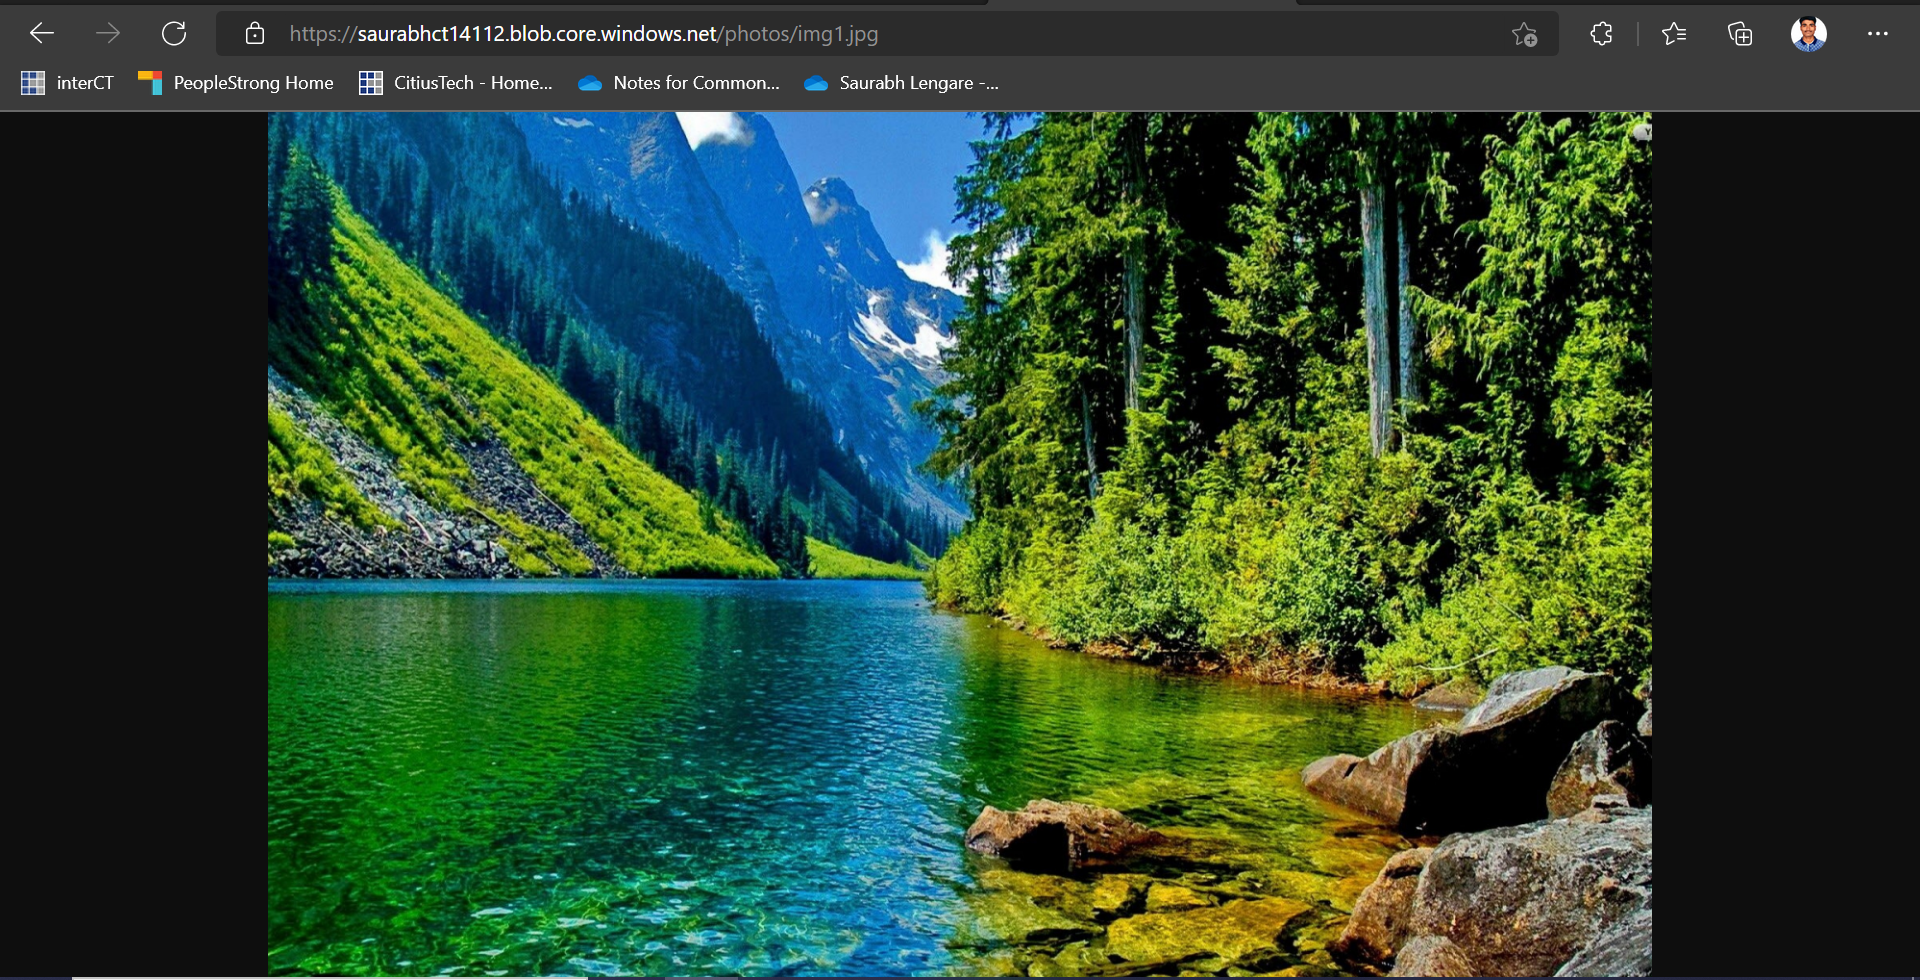 https://saurabhct14112.blob.core.windows.net/photos/img1.jpg
interCT PeopleStrong Home CitiusTech - Home... Notes for Common... Saurabh Lengare -...
Y